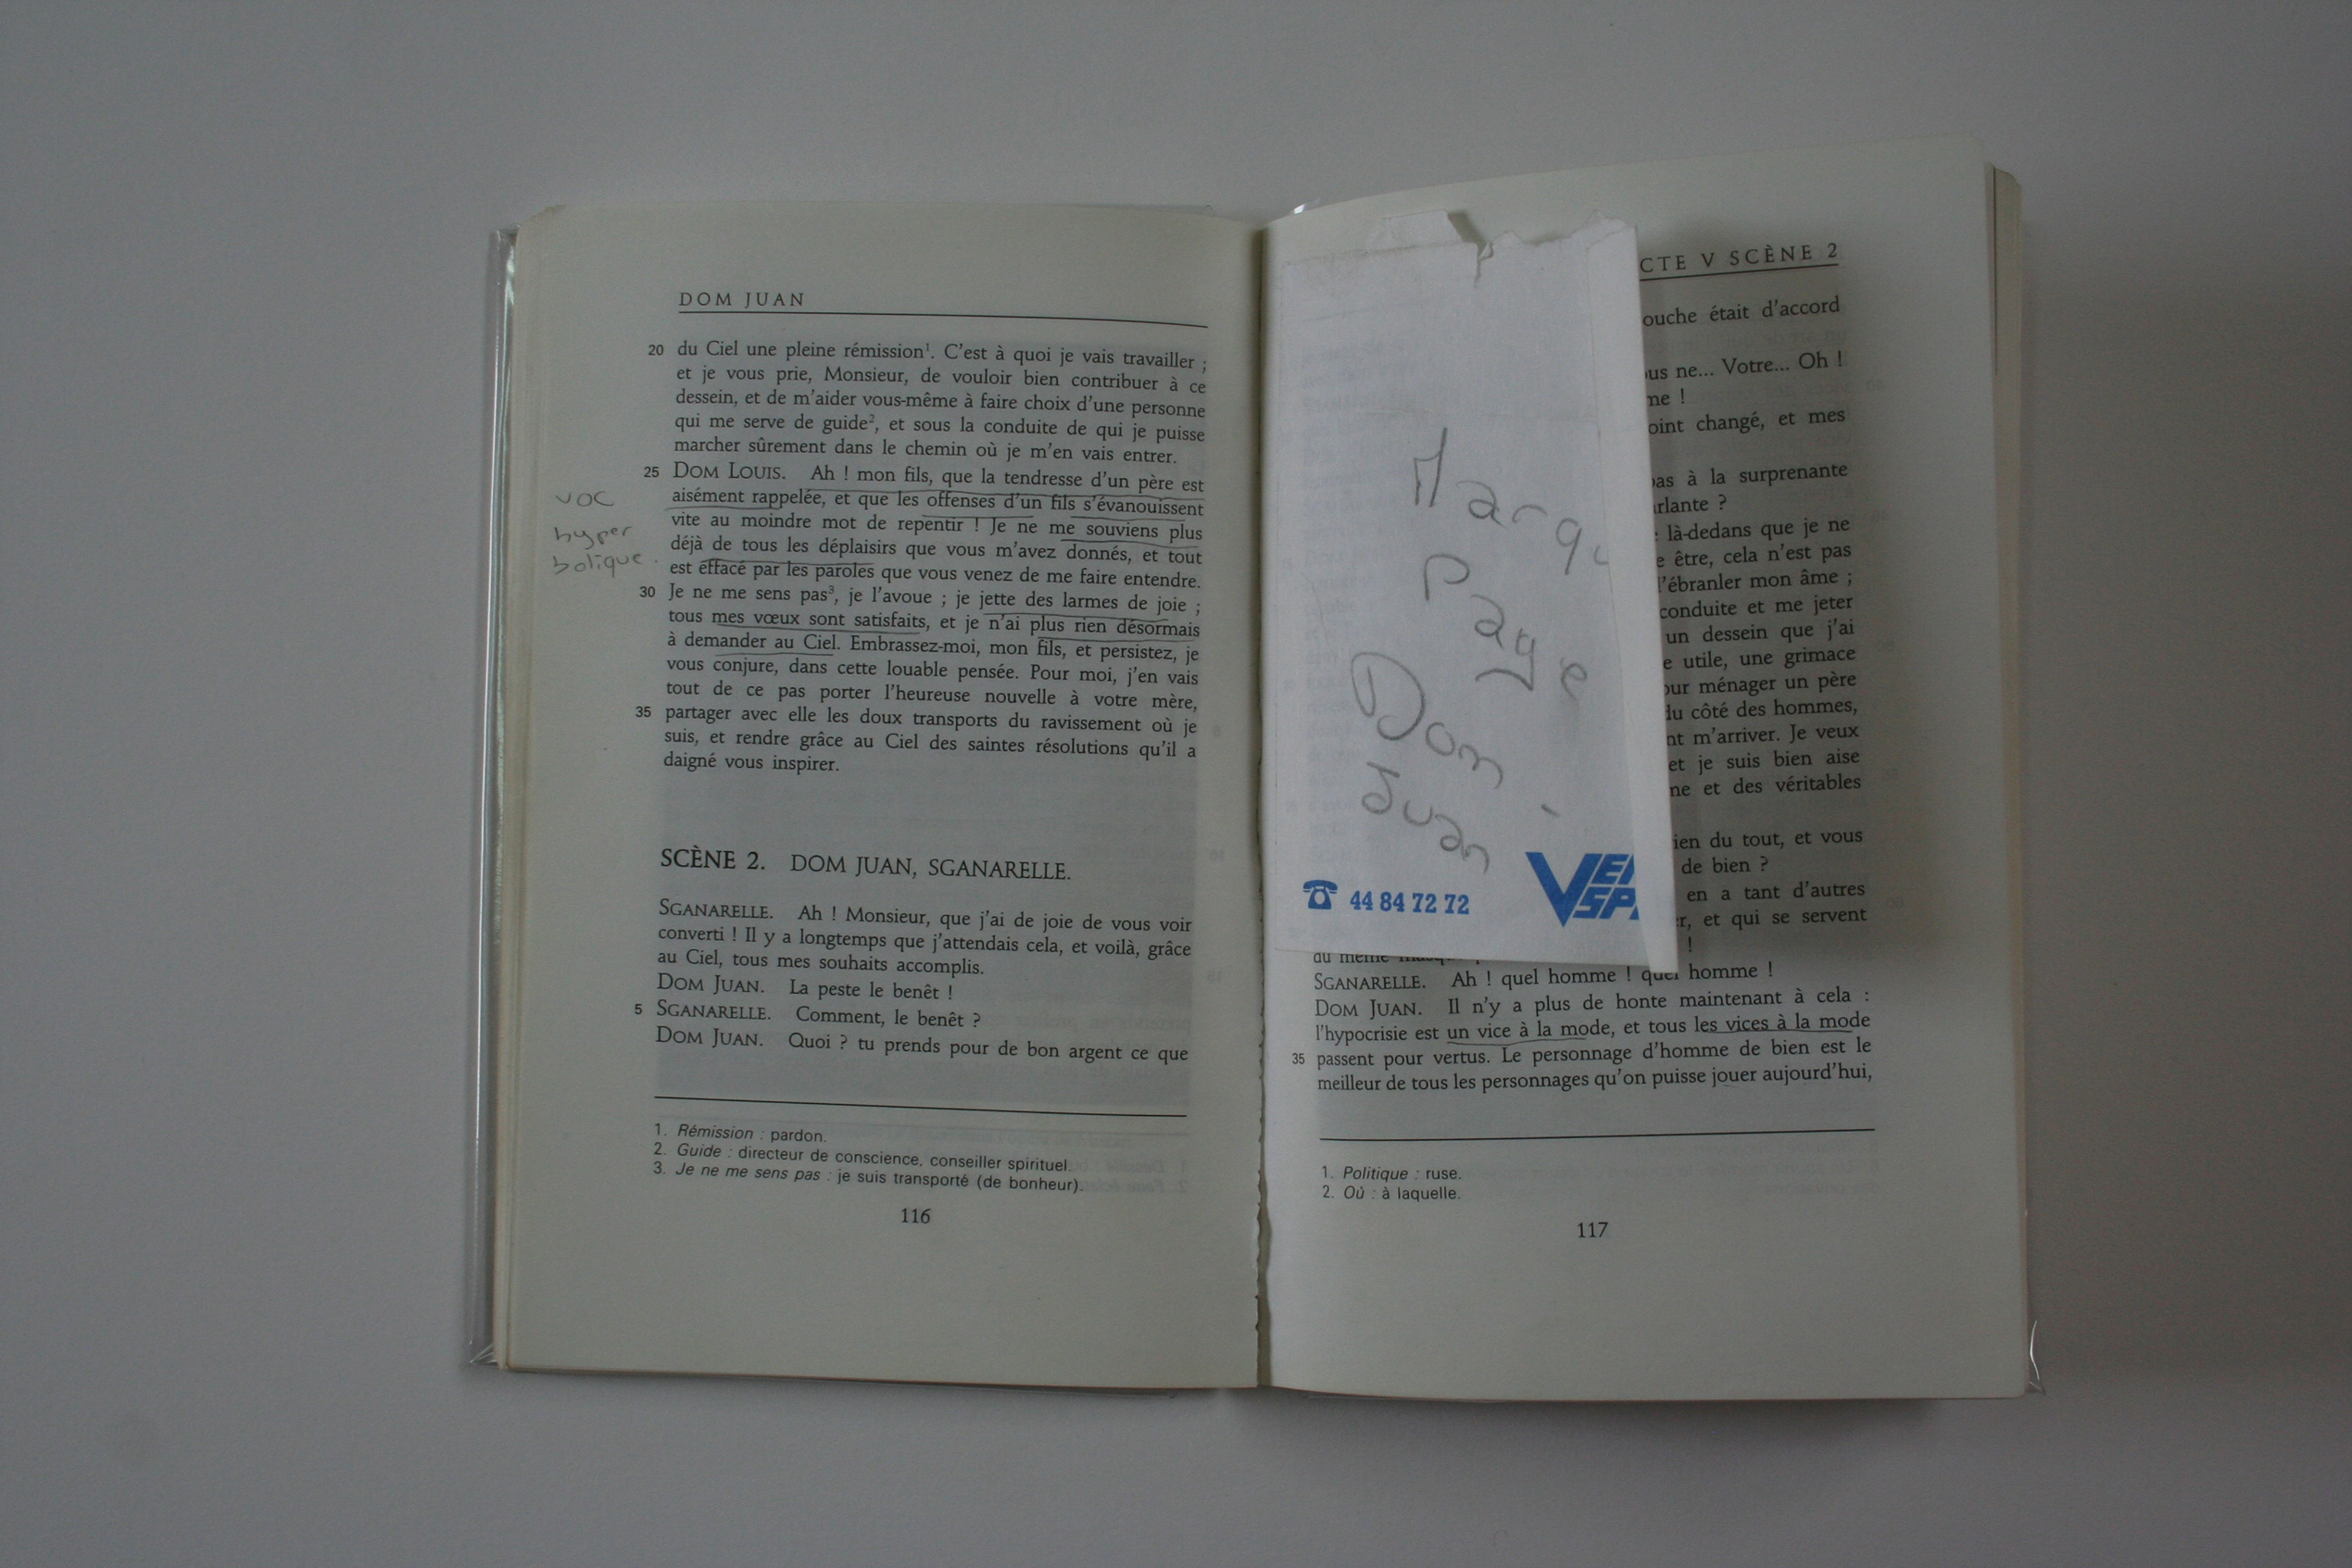 DOM JUAN
20 du Ciel une pleine rémission¹. C'est à quoi je vais travailler ;
et je vous prie, Monsieur, de vouloir bien contribuer à ce
dessein, et de m'aider vous-même à faire choix d'une personne
qui me serve de guide², et sous la conduite de qui je puisse
marcher sûrement dans le chemin où je m'en vais entrer.
25 DOM LOUIS. Ah ! mon fils, que la tendresse d'un père est
aisément rappelée, et que les offenses d'un fils s'évanouissent
vite au moindre mot de repentir ! Je ne me souviens plus
déjà de tous les déplaisirs que vous m'avez donnés, et tout
est effacé par les paroles que vous venez de me faire entendre.
30 Je ne me sens pas³, je l'avoue ; je jette des larmes de joie ;
tous mes vœux sont satisfaits, et je n'ai plus rien désormais
à demander au Ciel. Embrassez-moi, mon fils, et persistez, je
vous conjure, dans cette louable pensée. Pour moi, j'en vais
tout de ce pas porter l'heureuse nouvelle à votre mère,
35 partager avec elle les doux transports du ravissement où je
suis, et rendre grâce au Ciel des saintes résolutions qu'il a
daigné vous inspirer.
voc
hyper
bolique
SCÈNE 2. DOM JUAN, SGANARELLE.
SGANARELLE. Ah ! Monsieur, que j'ai de joie de vous voir
converti ! Il y a longtemps que j'attendais cela, et voilà, grâce
au Ciel, tous mes souhaits accomplis.
DOM JUAN. La peste le benêt !
5 SGANARELLE. Comment, le benêt ?
DOM JUAN. Quoi ? tu prends pour de bon argent ce que
1. Rémission : pardon.
2. Guide : directeur de conscience, conseiller spirituel.
3. Je ne me sens pas : je suis transporté (de bonheur).
116
CTE V SCÈNE 2
ouche était d'accord
us ne... Votre... Oh !
me !
oint changé, et mes
pas à la surprenante
arlante ?
là-dedans que je ne
e être, cela n'est pas
l'ébranler mon âme ;
conduite et me jeter
un dessein que j'ai
e utile, une grimace
our ménager un père
du côté des hommes,
nt m'arriver. Je veux
et je suis bien aise
me et des véritables
ien du tout, et vous
de bien ?
en a tant d'autres
r, et qui se servent
!
Marqu
Page
Dom
Juan
44 84 72 72
VE
SP
du même
SGANARELLE. Ah ! quel homme ! quel homme !
DOM JUAN. Il n'y a plus de honte maintenant à cela :
l'hypocrisie est un vice à la mode, et tous les vices à la mode
35 passent pour vertus. Le personnage d'homme de bien est le
meilleur de tous les personnages qu'on puisse jouer aujourd'hui,
1. Politique : ruse.
2. Où : à laquelle.
117